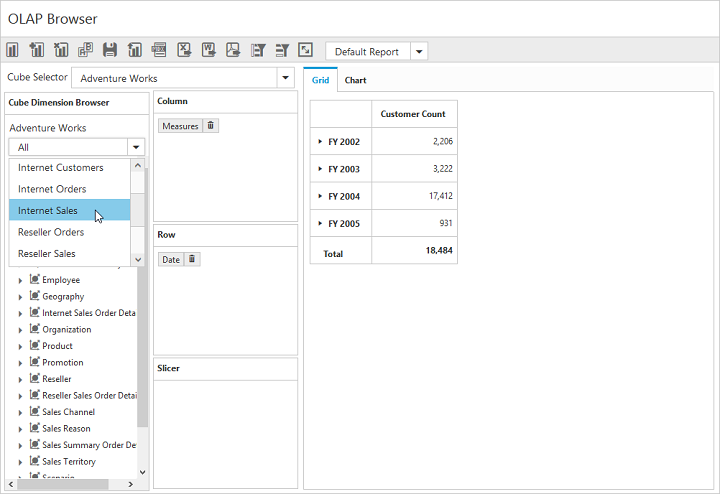 OLAP Browser
Default Report
Cube Selector
Adventure Works
Cube Dimension Browser
Adventure Works
All
Internet Customers
Internet Orders
Internet Sales
Reseller Orders
Reseller Sales
Employee
Geography
Internet Sales Order Detai
Organization
Product
Promotion
Reseller
Reseller Sales Order Detai
Sales Channel
Sales Reason
Sales Summary Order De
Sales Territory
Scenario
Column
Measures
Row
Date
Slicer
Grid Chart
Customer Count
FY 2002 2,206
FY 2003 3,222
FY 2004 17,412
FY 2005 931
Total 18,484